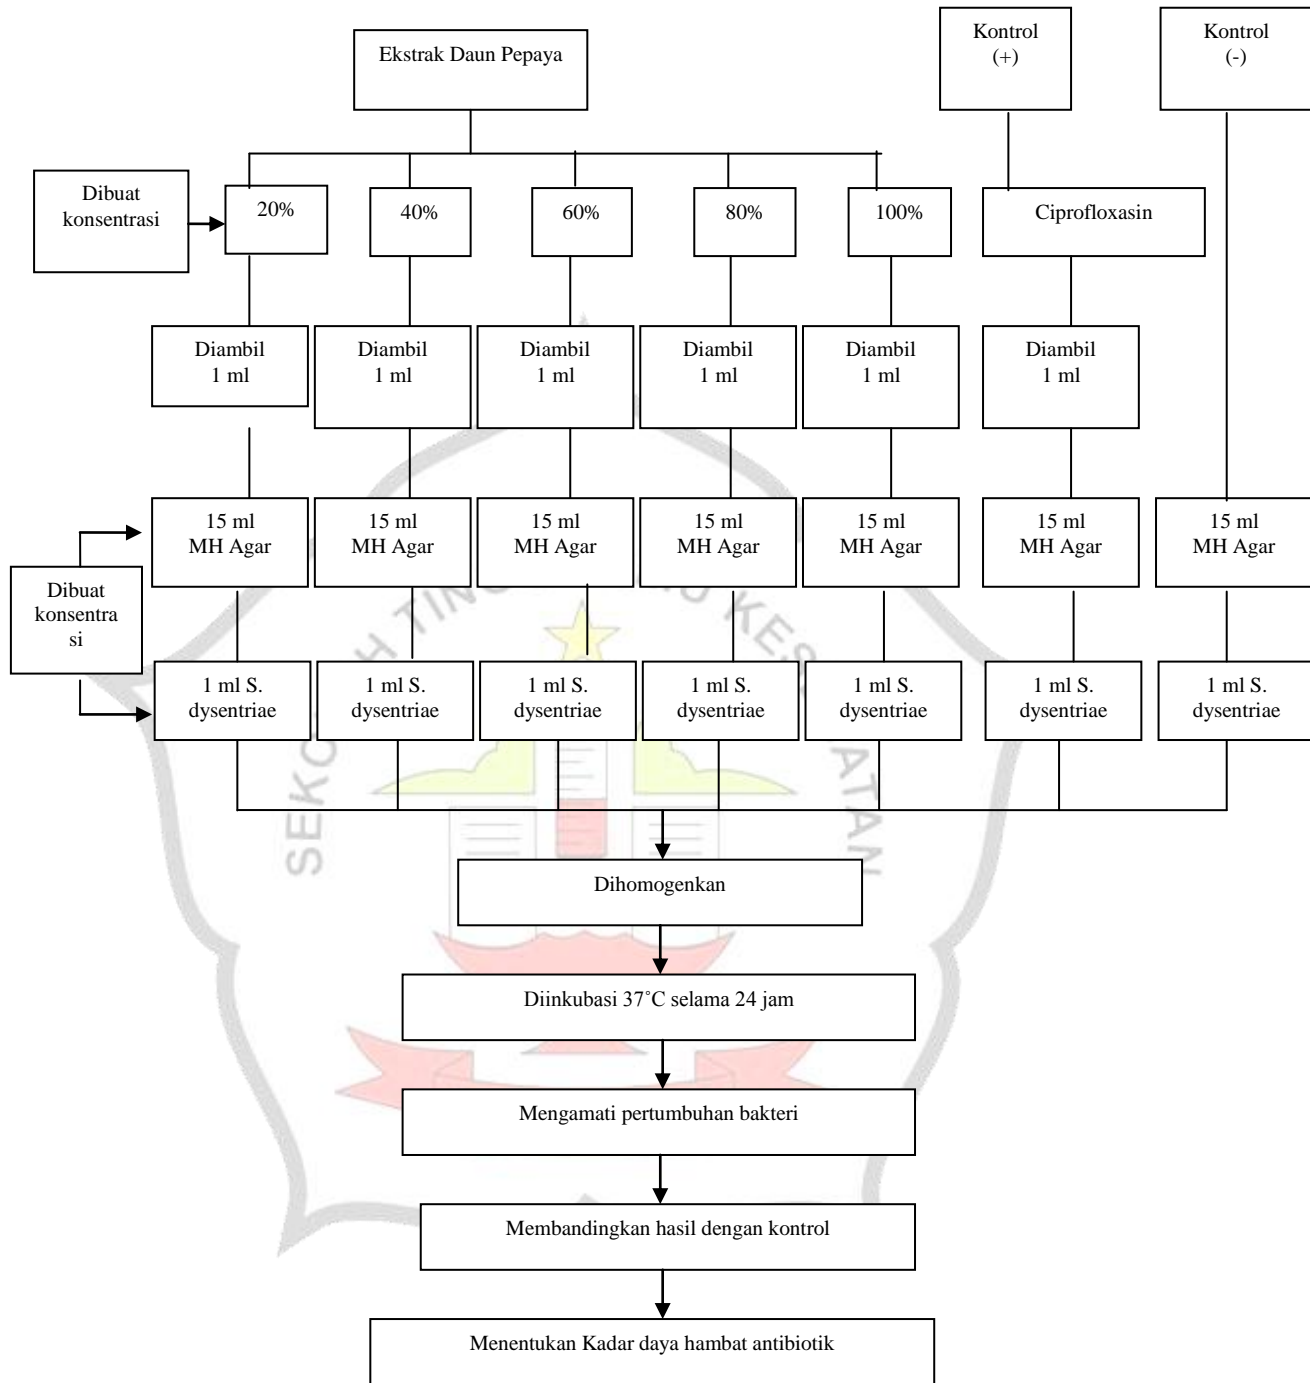 Ekstrak Daun Pepaya
Kontrol
(+)
Kontrol
(-)
Dibuat
konsentrasi
20%
40%
60%
80%
100%
Ciprofloxasin
Diambil
1 ml
Diambil
1 ml
Diambil
1 ml
Diambil
1 ml
Diambil
1 ml
Diambil
1 ml
15 ml
MH Agar
15 ml
MH Agar
15 ml
MH Agar
15 ml
MH Agar
15 ml
MH Agar
15 ml
MH Agar
15 ml
MH Agar
Dibuat
konsentra
si
1 ml S.
dysentriae
1 ml S.
dysentriae
1 ml S.
dysentriae
1 ml S.
dysentriae
1 ml S.
dysentriae
1 ml S.
dysentriae
1 ml S.
dysentriae
Dihomogenkan
Diinkubasi 37˚C selama 24 jam
Mengamati pertumbuhan bakteri
Membandingkan hasil dengan kontrol
Menentukan Kadar daya hambat antibiotik